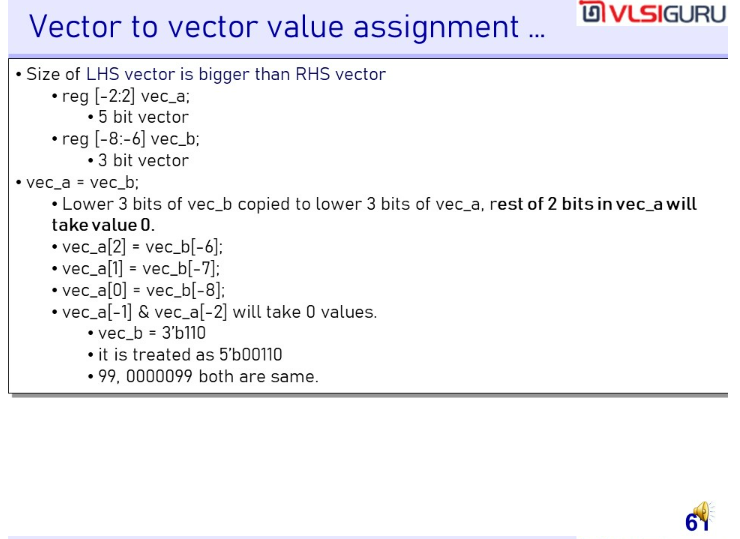 Vector to vector value assignment ...
VLSIGURU
• Size of LHS vector is bigger than RHS vector
• reg [-2:2] vec_a;
• 5 bit vector
• reg [-8:-6] vec_b;
• 3 bit vector
• vec_a = vec_b;
• Lower 3 bits of vec_b copied to lower 3 bits of vec_a, rest of 2 bits in vec_a will
take value 0.
• vec_a[2] = vec_b[-6];
• vec_a[1] = vec_b[-7];
• vec_a[0] = vec_b[-8];
• vec_a[-1] & vec_a[-2] will take 0 values.
• vec_b = 3'b110
• it is treated as 5'b00110
• 99, 0000099 both are same.
61